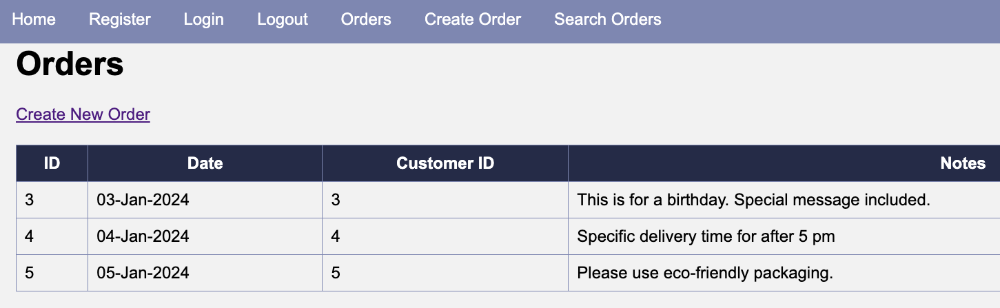 Home Register Login Logout Orders Create Order Search Orders
Orders
Create New Order
ID Date Customer ID Notes
3 03-Jan-2024 3 This is for a birthday. Special message included.
4 04-Jan-2024 4 Specific delivery time for after 5 pm
5 05-Jan-2024 5 Please use eco-friendly packaging.